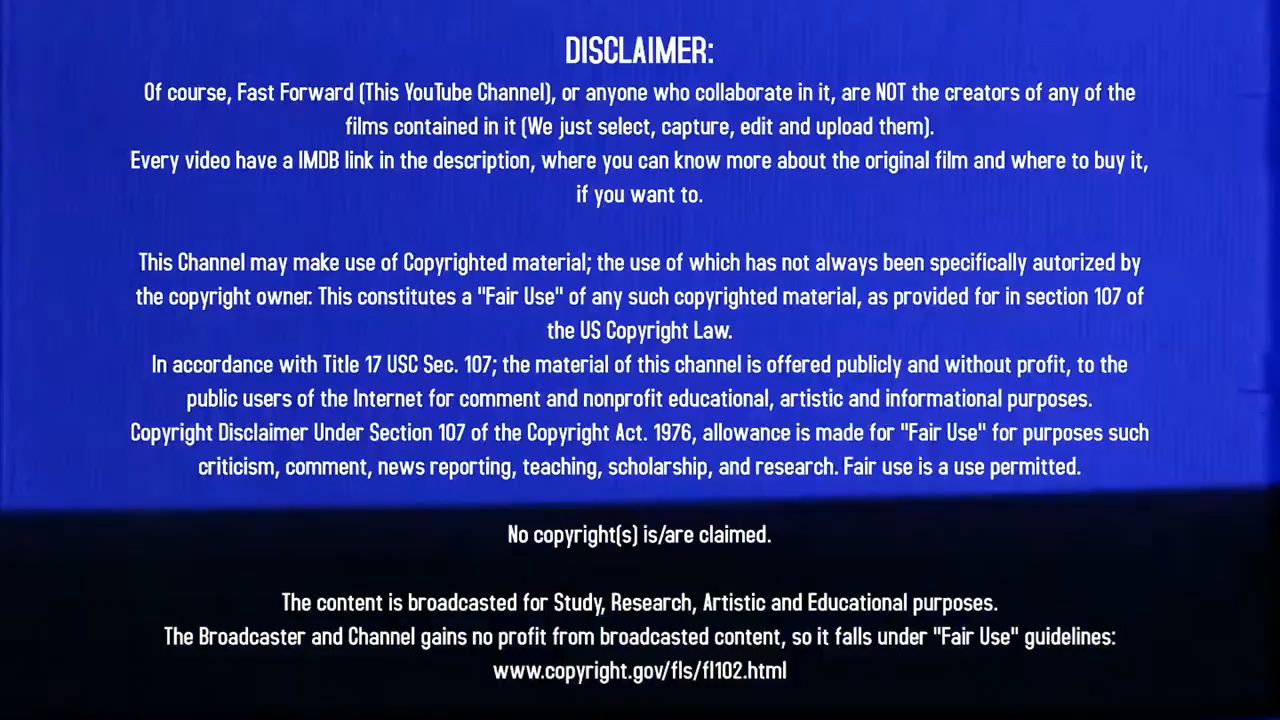 DISCLAIMER:
Of course, Fast Forward (This YouTube Channel), or anyone who collaborate in it, are NOT the creators of any of the
films contained in it (We just select, capture, edit and upload them).
Every video have a IMDB link in the description, where you can know more about the original film and where to buy it,
if you want to.
This Channel may make use of Copyrighted material; the use of which has not always been specifically autorized by
the copyright owner. This constitutes a "Fair Use" of any such copyrighted material, as provided for in section 107 of
the US Copyright Law.
In accordance with Title 17 USC Sec. 107; the material of this channel is offered publicly and without profit, to the
public users of the Internet for comment and nonprofit educational, artistic and informational purposes.
Copyright Disclaimer Under Section 107 of the Copyright Act. 1976, allowance is made for "Fair Use" for purposes such
criticism, comment, news reporting, teaching, scholarship, and research. Fair use is a use permitted.
No copyright(s) is/are claimed.
The content is broadcasted for Study, Research, Artistic and Educational purposes.
The Broadcaster and Channel gains no profit from broadcasted content, so it falls under "Fair Use" guidelines:
www.copyright.gov/fls/fl102.html